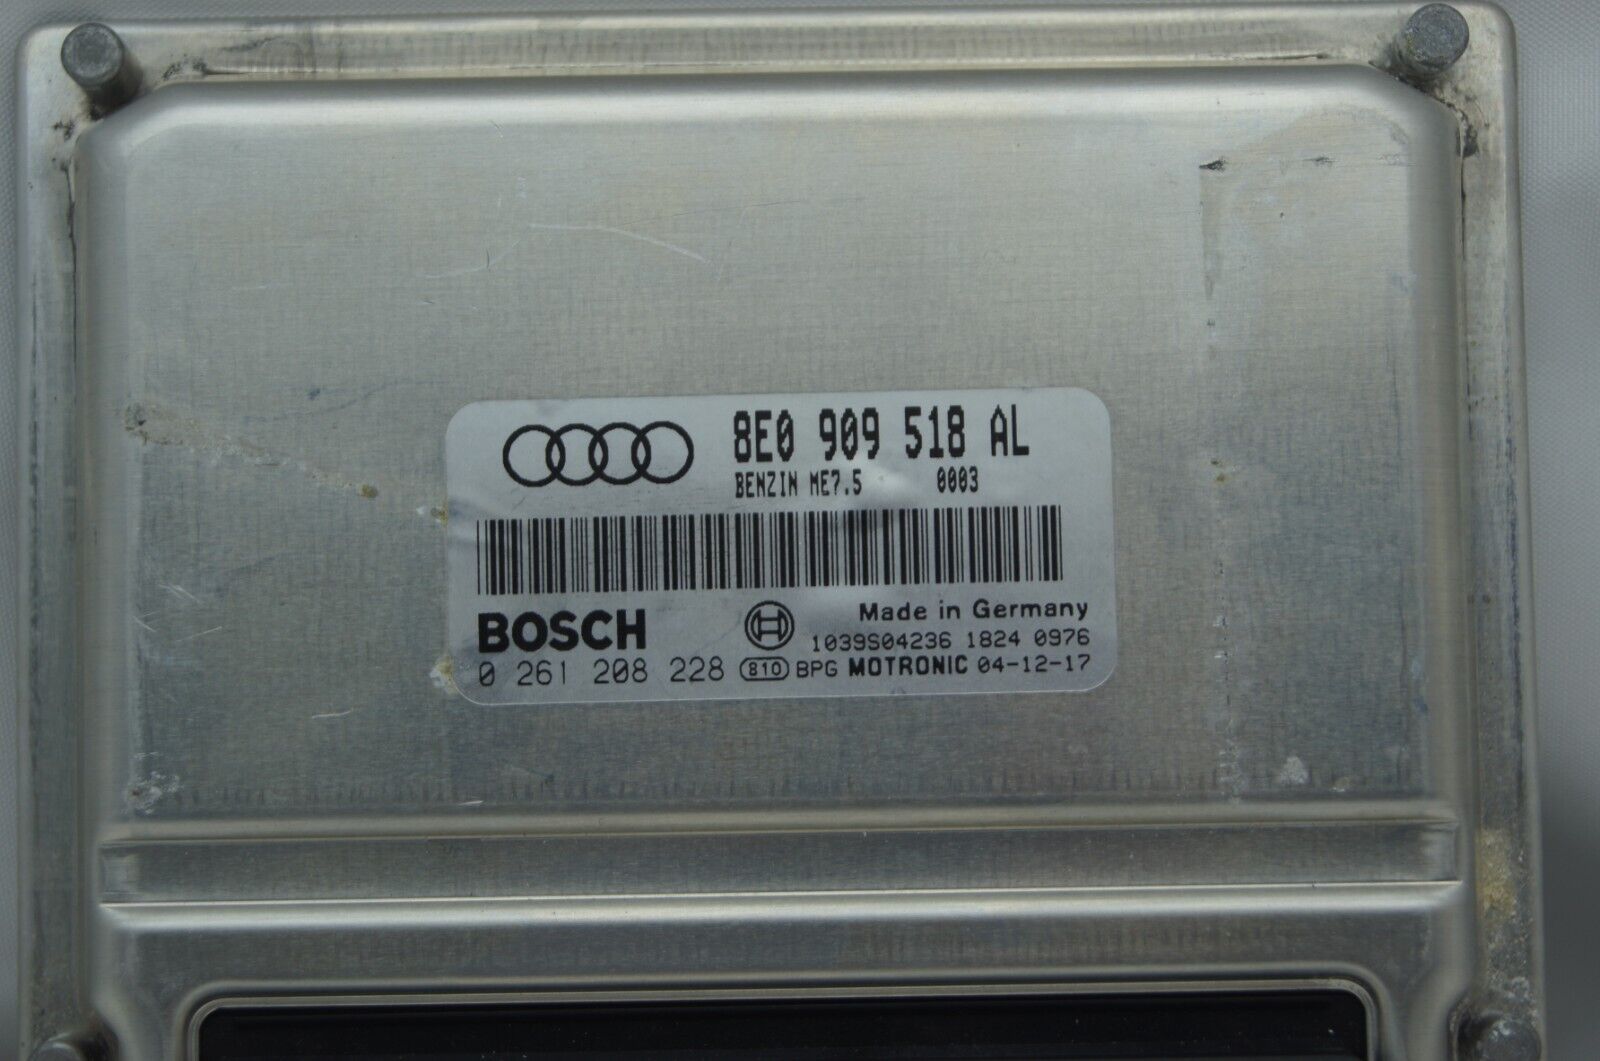 8E0 909 518 AL
BENZIN ME7.5 0003
BOSCH
Made in Germany
1039S04236 1824 0976
0 261 208 228 810 BPG MOTRONIC 04-12-17